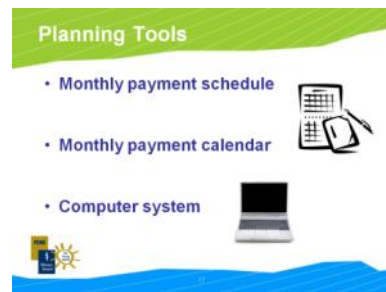 Planning Tools
• Monthly payment schedule
• Monthly payment calendar
• Computer system